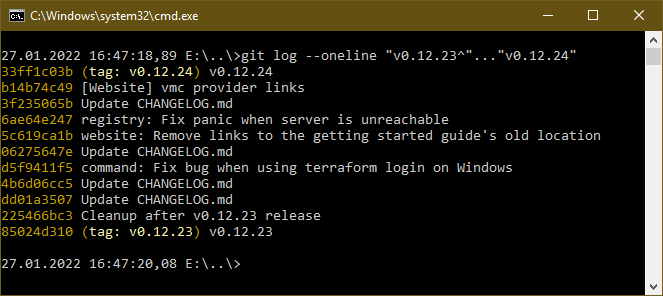 C:\Windows\system32\cmd.exe
27.01.2022 16:47:18,89 E:\..\>git log --oneline "v0.12.23^"..."v0.12.24"
33ff1c03b (tag: v0.12.24) v0.12.24
b14b74c49 [Website] vmc provider links
3f235065b Update CHANGELOG.md
6ae64e247 registry: Fix panic when server is unreachable
5c619ca1b website: Remove links to the getting started guide's old location
06275647e Update CHANGELOG.md
d5f9411f5 command: Fix bug when using terraform login on Windows
4b6d06cc5 Update CHANGELOG.md
dd01a3507 Update CHANGELOG.md
225466bc3 Cleanup after v0.12.23 release
85024d310 (tag: v0.12.23) v0.12.23
27.01.2022 16:47:20,08 E:\..\>